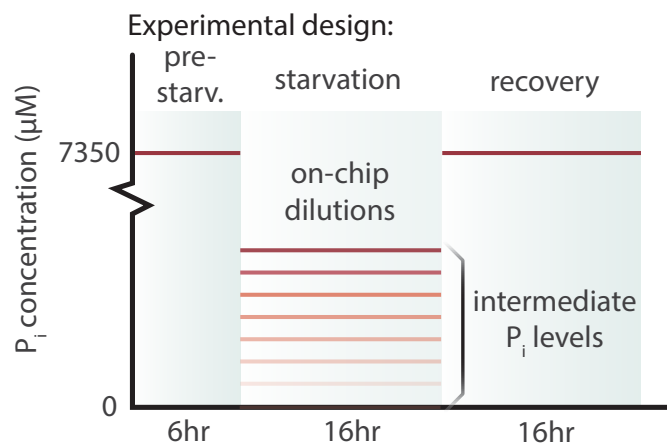 Experimental design:
pre-
starv.
starvation
recovery
Pi concentration (µM)
7350
on-chip
dilutions
intermediate
Pi levels
0
6hr
16hr
16hr